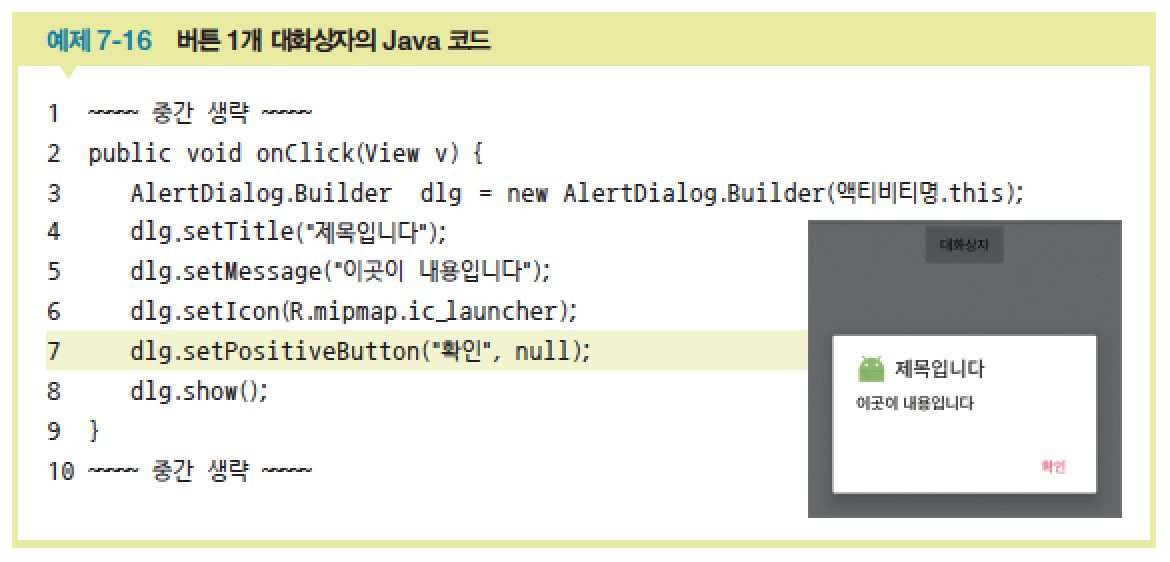 예제 7-16 버튼 1개 대화상자의 Java 코드
1 ~~~~~ 중간 생략 ~~~~~
2 public void onClick(View v) {
3 AlertDialog.Builder dlg = new AlertDialog.Builder(액티비티명.this);
4 dlg.setTitle("제목입니다");
5 dlg.setMessage("이곳이 내용입니다");
6 dlg.setIcon(R.mipmap.ic_launcher);
7 dlg.setPositiveButton("확인", null);
8 dlg.show();
9 }
10 ~~~~~ 중간 생략 ~~~~~
대화상자
제목입니다
이곳이 내용입니다
확인